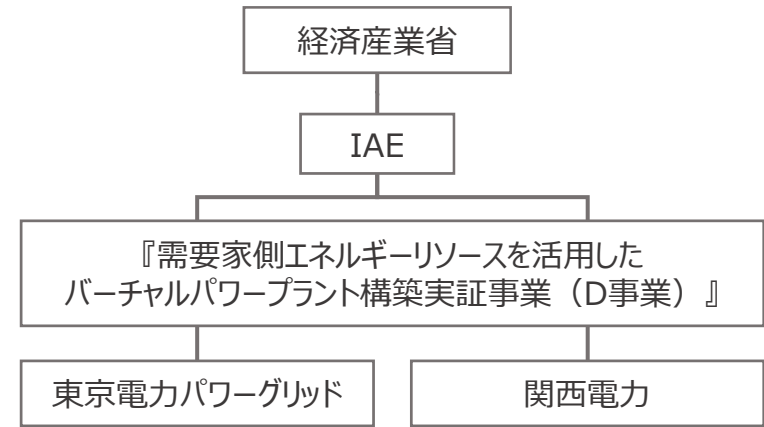 経済産業省
IAE
『需要家側エネルギーリソースを活用した
バーチャルパワープラント構築実証事業（D事業）』
東京電力パワーグリッド
関西電力